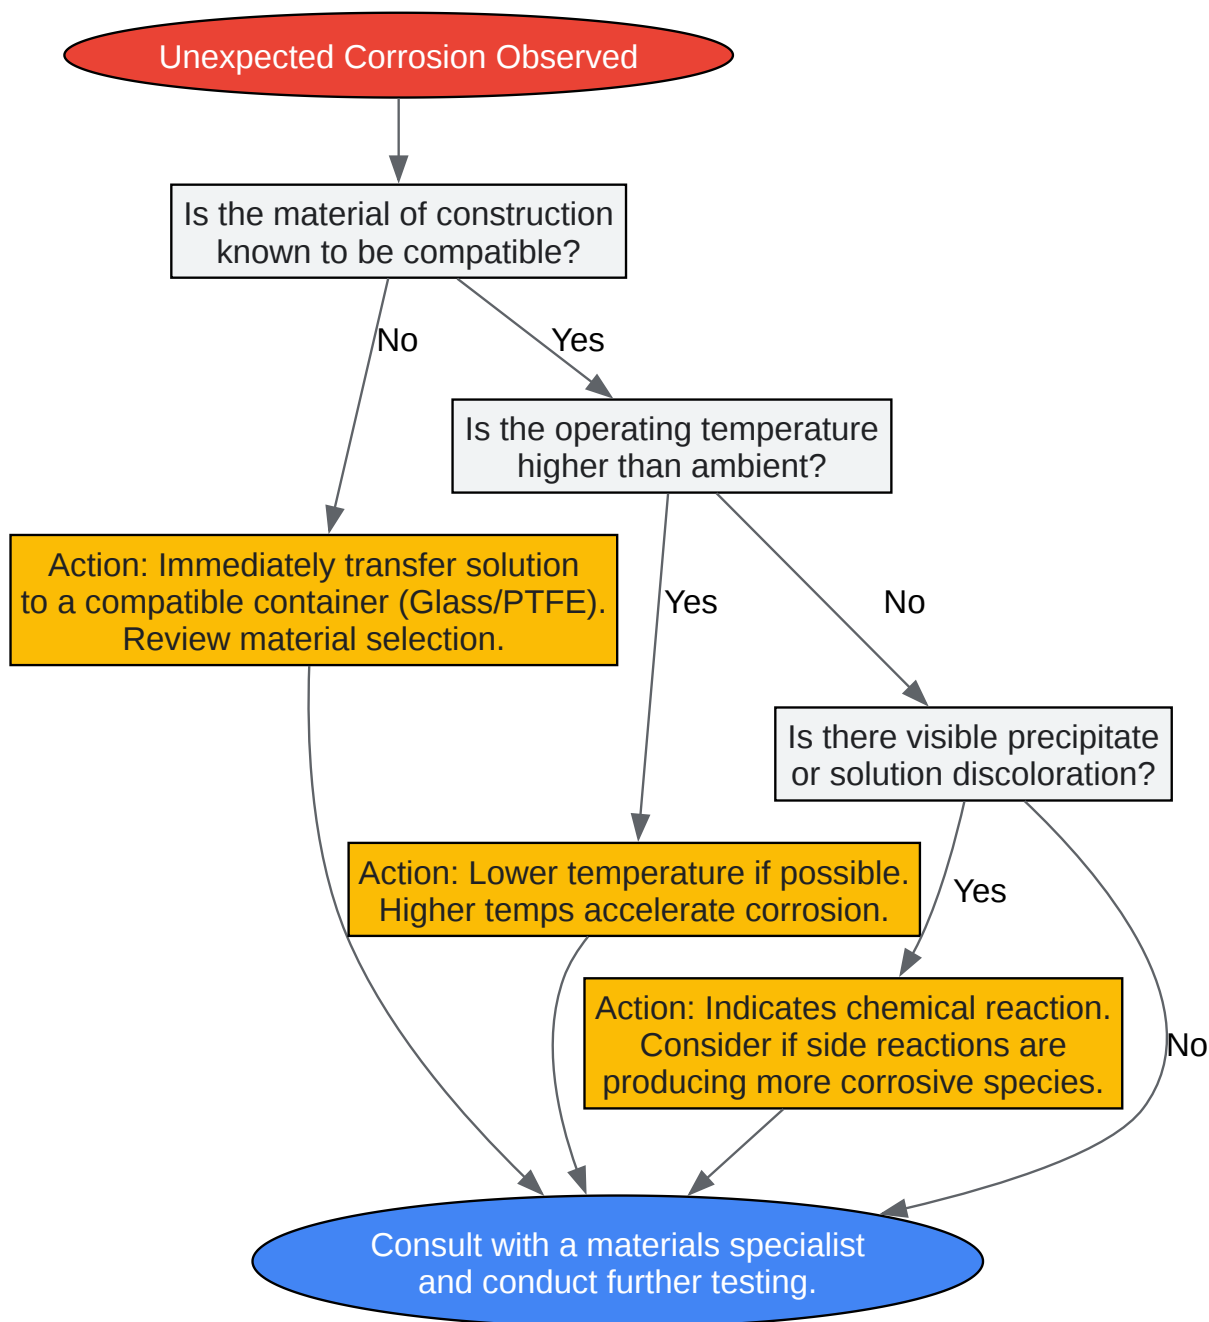 Unexpected Corrosion Observed
Is the material of construction
known to be compatible?
No
Yes
Is the operating temperature
higher than ambient?
Action: Immediately transfer solution
to a compatible container (Glass/PTFE).
Review material selection.
Yes
No
Is there visible precipitate
or solution discoloration?
Action: Lower temperature if possible.
Higher temps accelerate corrosion.
Yes
Action: Indicates chemical reaction.
Consider if side reactions are
producing more corrosive species.
No
Consult with a materials specialist
and conduct further testing.